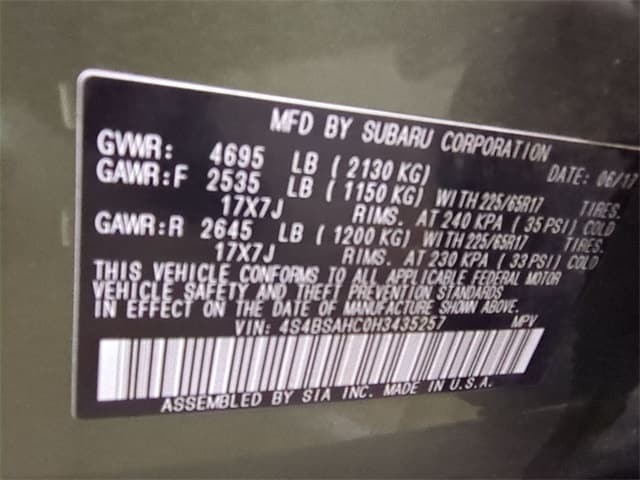 MFD BY SUBARU CORPORATION
GVWR: 4695 LB (2130 KG) DATE: 06/17
GAWR:F 2535 LB (1150 KG) WITH 225/65R17 TIRES.
17X7J RIMS. AT 240 KPA (35 PSI) COLD
GAWR:R 2645 LB (1200 KG) WITH 225/65R17 TIRES.
17X7J RIMS. AT 230 KPA (33 PSI) COLD
THIS VEHICLE CONFORMS TO ALL APPLICABLE FEDERAL MOTOR
VEHICLE SAFETY AND THEFT PREVENTION STANDARDS
IN EFFECT ON THE DATE OF MANUFACTURE SHOWN ABOVE.
VIN: 4S4BSAHC0H3435257 MPV
ASSEMBLED BY SIA INC. MADE IN U.S.A.